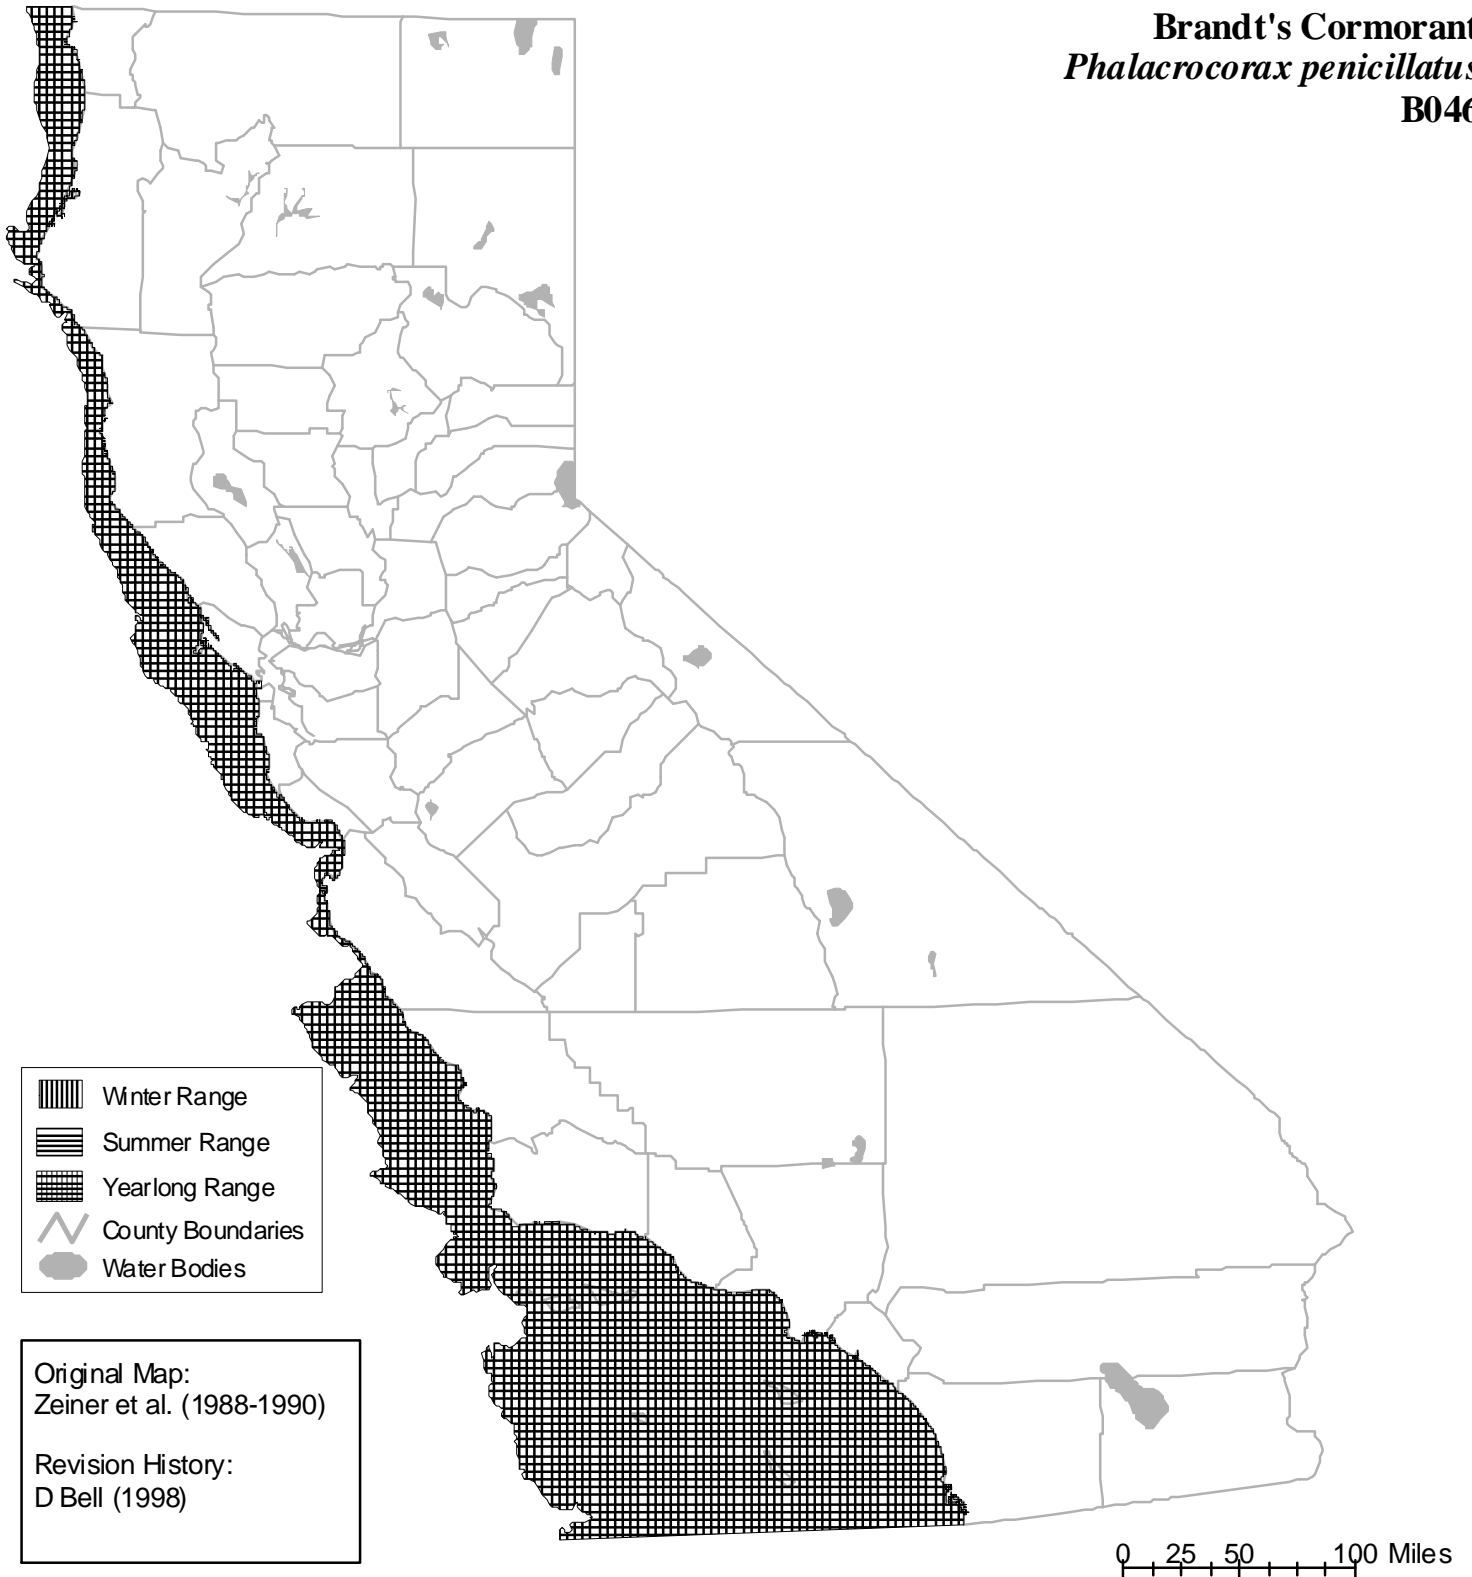 Brandt's Cormorant
Phalacrocorax penicillatus
B046
Winter Range
Summer Range
Yearlong Range
County Boundaries
Water Bodies
Original Map:
Zeiner et al. (1988-1990)
Revision History:
D Bell (1998)
0 25 50 100 Miles